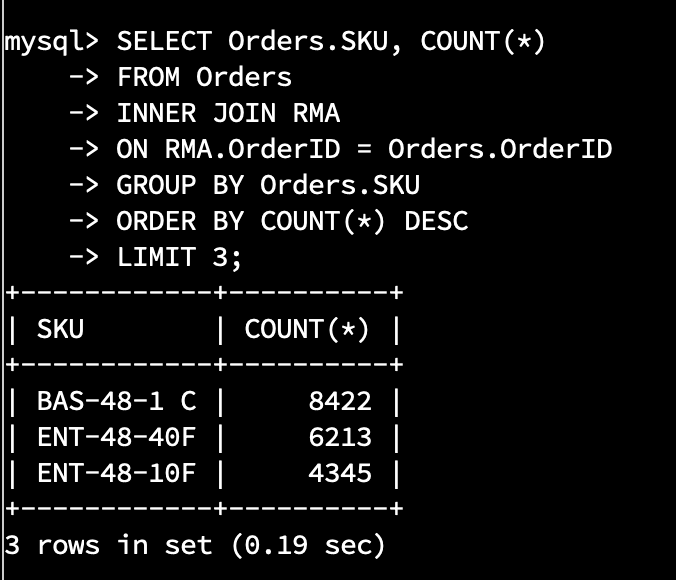 mysql> SELECT Orders.SKU, COUNT(*)
    -> FROM Orders
    -> INNER JOIN RMA
    -> ON RMA.OrderID = Orders.OrderID
    -> GROUP BY Orders.SKU
    -> ORDER BY COUNT(*) DESC
    -> LIMIT 3;
+------------+----------+
| SKU        | COUNT(*) |
+------------+----------+
| BAS-48-1 C |     8422 |
| ENT-48-40F |     6213 |
| ENT-48-10F |     4345 |
+------------+----------+
3 rows in set (0.19 sec)